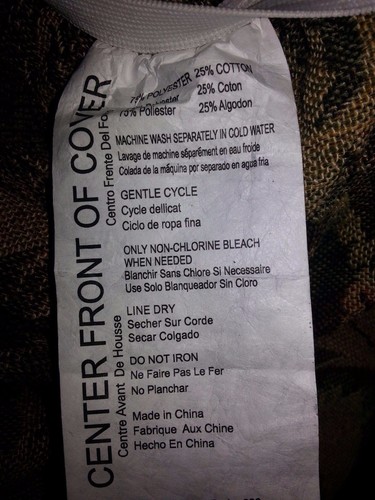 CENTER FRONT OF COVER
Centro Frente Del
Centre Avant De Housse
75% POLYESTER 25% COTTON
25% Coton
75% Poliester 25% Algodon
MACHINE WASH SEPARATELY IN COLD WATER
Lavage de machine séparément en eau froide
Colada de la máquina por separado en agua fria
GENTLE CYCLE
Cycle dellicat
Ciclo de ropa fina
ONLY NON-CHLORINE BLEACH
WHEN NEEDED
Blanchir Sans Chlore Si Necessaire
Use Solo Blanqueador Sin Cloro
LINE DRY
Secher Sur Corde
Secar Colgado
DO NOT IRON
Ne Faire Pas Le Fer
No Planchar
Made in China
Fabrique Aux Chine
Hecho En China